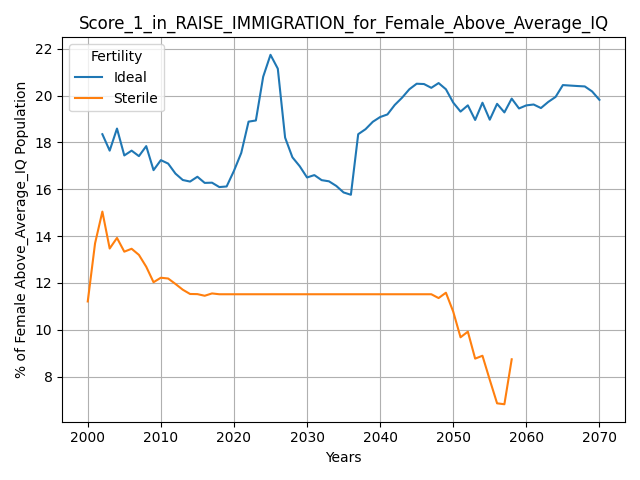 Score_1_in_RAISE_IMMIGRATION_for_Female_Above_Average_IQ
Fertility
Ideal
Sterile
% of Female Above_Average_IQ Population
22
20
18
16
14
12
10
8
2000 2010 2020 2030 2040 2050 2060 2070
Years